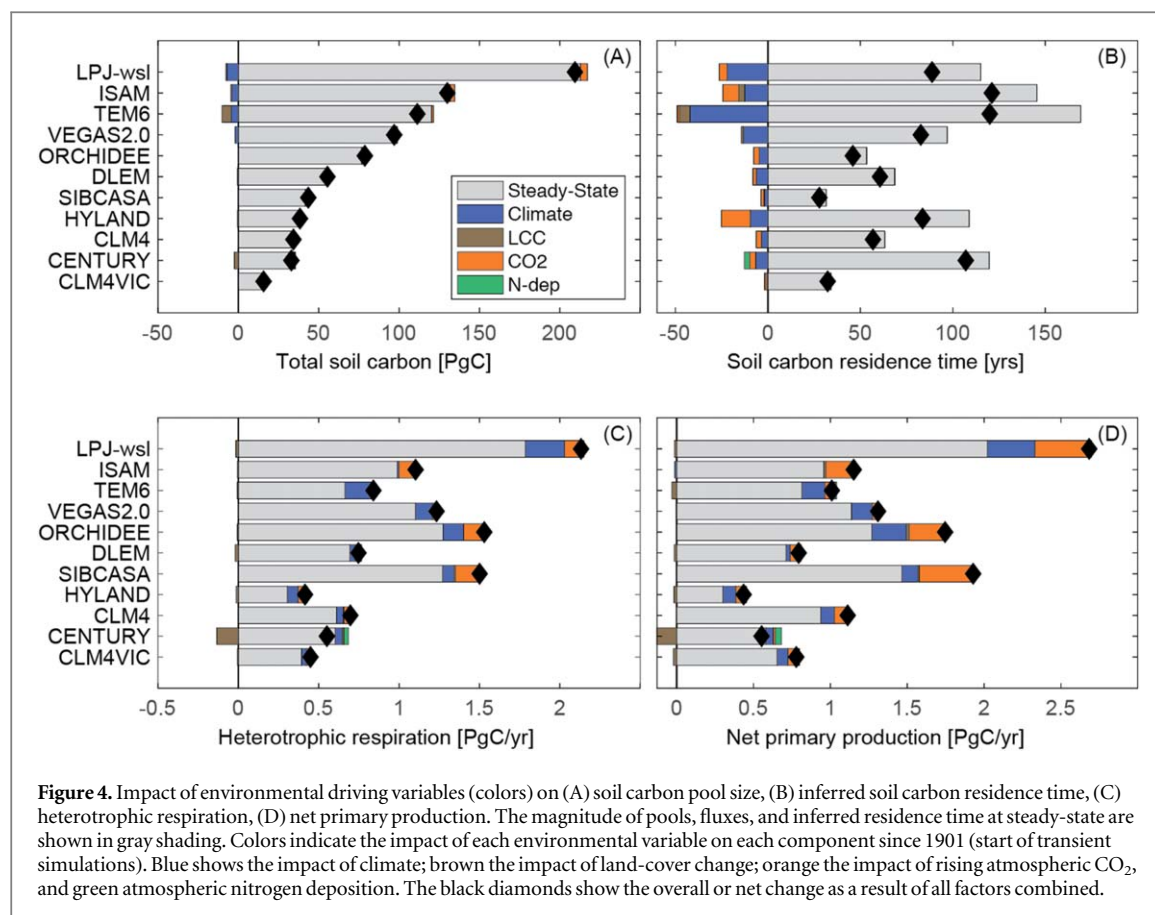 (A)
LPJ-wsl
ISAM
TEM6
VEGAS2.0
ORCHIDEE
DLEM
SIBCASA
HYLAND
CLM4
CENTURY
CLM4VIC
Steady-State
Climate
LCC
CO2
N-dep
-50 0 50 100 150 200
Total soil carbon [PgC]
(B)
-50 0 50 100 150
Soil carbon residence time [yrs]
(C)
LPJ-wsl
ISAM
TEM6
VEGAS2.0
ORCHIDEE
DLEM
SIBCASA
HYLAND
CLM4
CENTURY
CLM4VIC
-0.5 0 0.5 1 1.5 2
Heterotrophic respiration [PgC/yr]
(D)
0 0.5 1 1.5 2 2.5
Net primary production [PgC/yr]
Figure 4. Impact of environmental driving variables (colors) on (A) soil carbon pool size, (B) inferred soil carbon residence time, (C)
heterotrophic respiration, (D) net primary production. The magnitude of pools, fluxes, and inferred residence time at steady-state are
shown in gray shading. Colors indicate the impact of each environmental variable on each component since 1901 (start of transient
simulations). Blue shows the impact of climate; brown the impact of land-cover change; orange the impact of rising atmospheric CO₂,
and green atmospheric nitrogen deposition. The black diamonds show the overall or net change as a result of all factors combined.